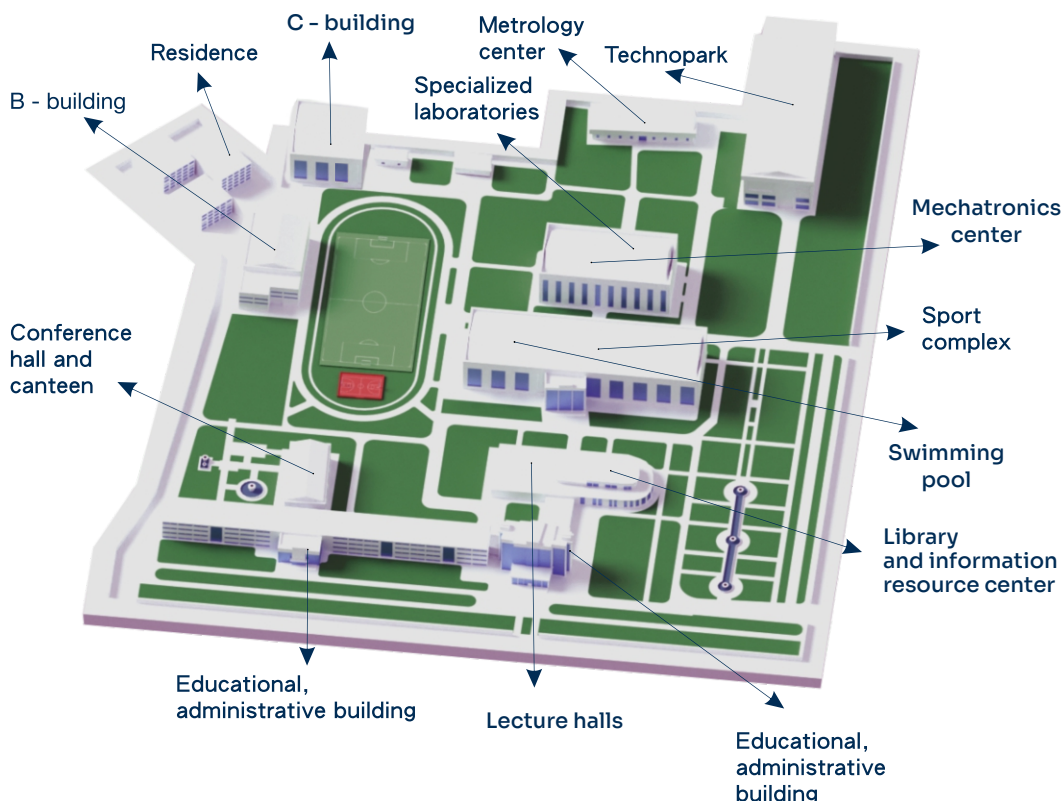 C - building
Metrology
center
Residence
Technopark
Specialized
laboratories
B - building
Mechatronics
center
Sport
complex
Conference
hall and
canteen
Swimming
pool
Library
and information
resource center
Educational,
administrative building
Lecture halls
Educational,
administrative
building